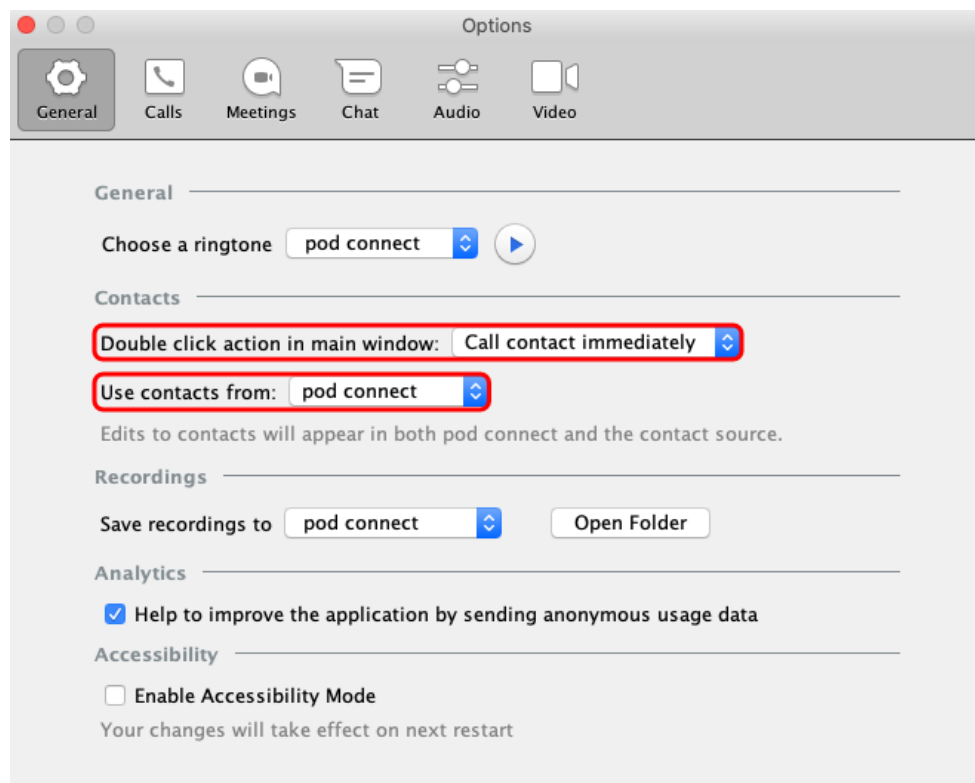 Options
General Calls Meetings Chat Audio Video
General
Choose a ringtone pod connect
Contacts
Double click action in main window: Call contact immediately
Use contacts from: pod connect
Edits to contacts will appear in both pod connect and the contact source.
Recordings
Save recordings to pod connect Open Folder
Analytics
Help to improve the application by sending anonymous usage data
Accessibility
Enable Accessibility Mode
Your changes will take effect on next restart